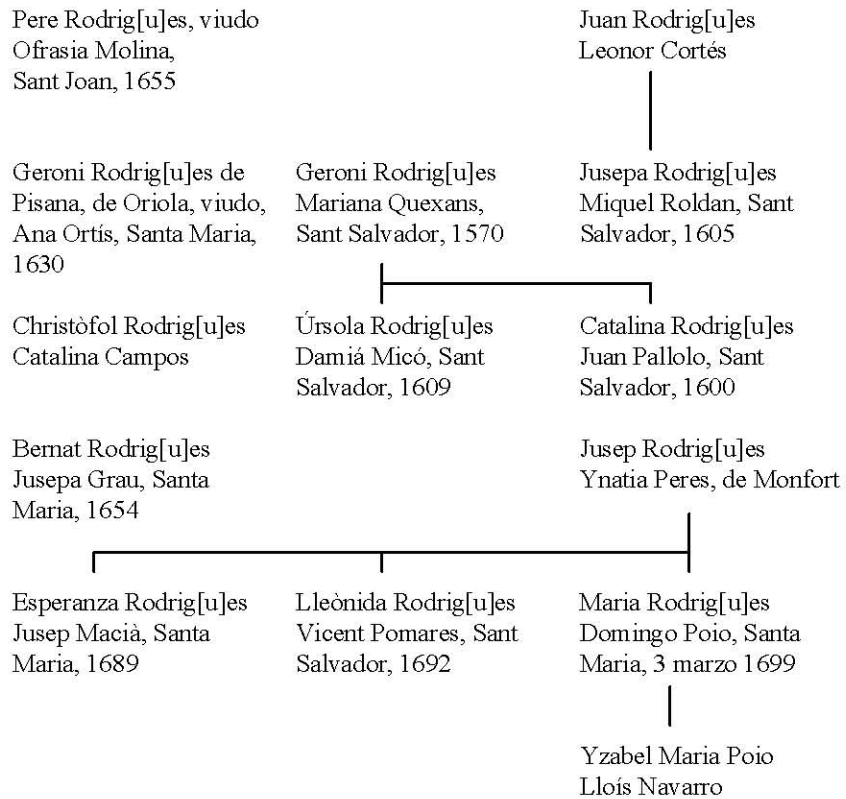 Pere Rodrig[u]es, viudo
Ofrasia Molina,
Sant Joan, 1655
Juan Rodrig[u]es
Leonor Cortés
Geroni Rodrig[u]es de
Pisana, de Oriola, viudo,
Ana Ortís, Santa Maria,
1630
Geroni Rodrig[u]es
Mariana Quexans,
Sant Salvador, 1570
Jusepa Rodrig[u]es
Miquel Roldan, Sant
Salvador, 1605
Christòfol Rodrig[u]es
Catalina Campos
Úrsola Rodrig[u]es
Damiá Micó, Sant
Salvador, 1609
Catalina Rodrig[u]es
Juan Pallolo, Sant
Salvador, 1600
Bernat Rodrig[u]es
Jusepa Grau, Santa
Maria, 1654
Jusep Rodrig[u]es
Ynatia Peres, de Monfort
Esperanza Rodrig[u]es
Jusep Macià, Santa
Maria, 1689
Lleònida Rodrig[u]es
Vicent Pomares, Sant
Salvador, 1692
Maria Rodrig[u]es
Domingo Poio, Santa
Maria, 3 marzo 1699
Yzabel Maria Poio
Lloís Navarro